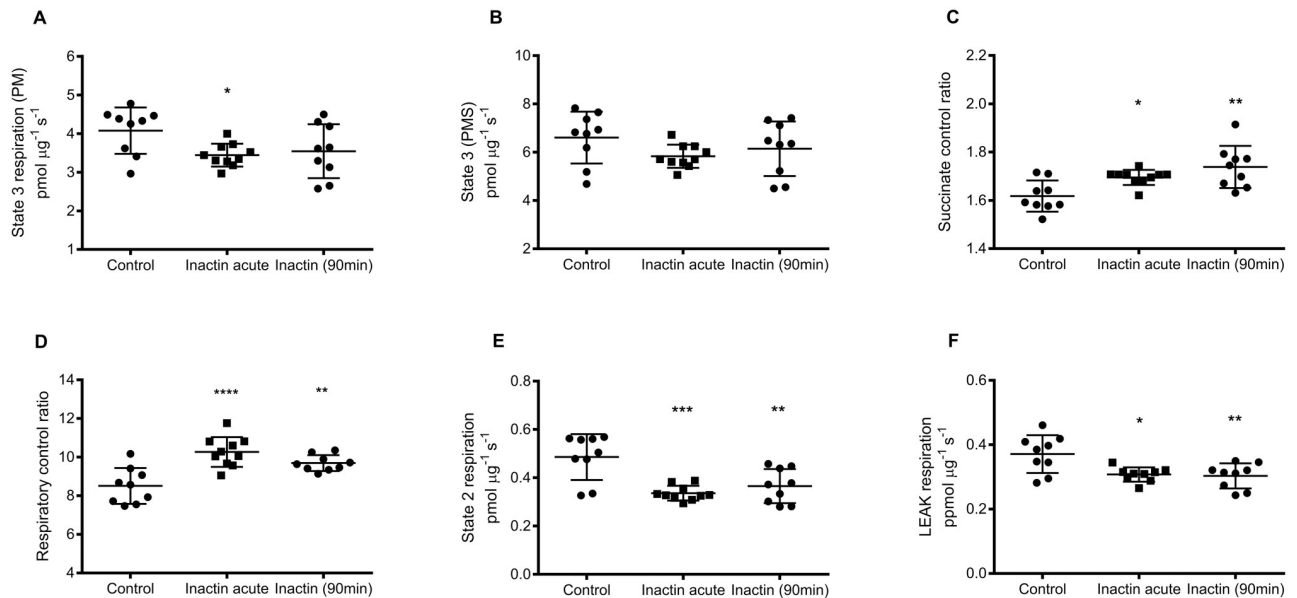 A
State 3 respiration (PM)
pmol µg⁻¹ s⁻¹
6
5
4
3
2
1
*
Control
Inactin acute
Inactin (90min)
B
State 3 (PMS)
pmol µg⁻¹ s⁻¹
10
8
6
4
2
Control
Inactin acute
Inactin (90min)
C
Succinate control ratio
2.2
2.0
1.8
1.6
1.4
*
**
Control
Inactin acute
Inactin (90min)
D
Respiratory control ratio
14
12
10
8
6
4
****
**
Control
Inactin acute
Inactin (90min)
E
State 2 respiration
pmol µg⁻¹ s⁻¹
0.8
0.6
0.4
0.2
0.0
***
**
Control
Inactin acute
Inactin (90min)
F
LEAK respiration
ppmol µg⁻¹ s⁻¹
0.6
0.4
0.2
0.0
*
**
Control
Inactin acute
Inactin (90min)